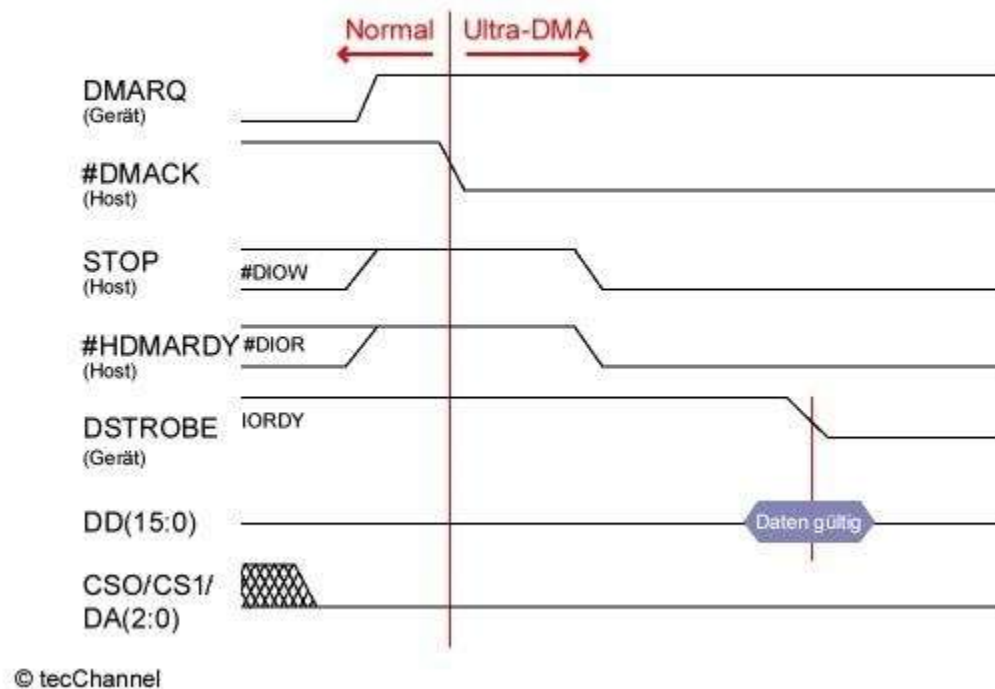 Normal Ultra-DMA
DMARQ
(Gerät)
#DMACK
(Host)
STOP
(Host)
#DIOW
#HDMARDY
(Host)
#DIOR
DSTROBE
(Gerät)
IORDY
DD(15:0)
Daten gültig
CSO/CS1/
DA(2:0)
© tecChannel